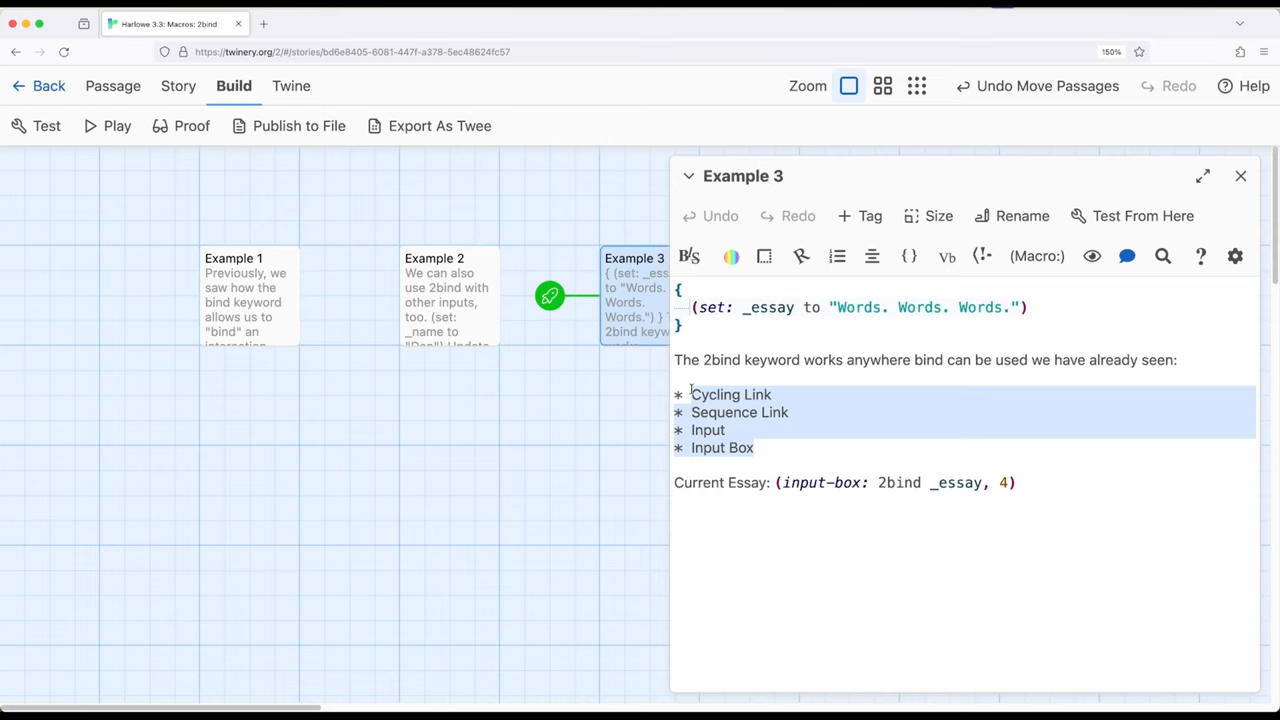 Harlowe 3.3: Macros: 2bind
https://twinery.org/2/#/stories/bd6e8405-6081-447f-a378-5ec48624fc57
150%
Back Passage Story Build Twine Zoom Undo Move Passages Redo Help
Test Play Proof Publish to File Export As Twee
Example 1
Previously, we
saw how the
bind keyword
allows us to
"bind" an
interaction
Example 2
We can also
use 2bind with
other inputs,
too. (set:
_name to
"Dan") Update
Example 3
{ (set: _ess
to "Words.
Words.
Words.") }
2bind keyw
Example 3
Undo Redo + Tag Size Rename Test From Here
(Macro:)
{
(set: _essay to "Words. Words. Words.")
}
The 2bind keyword works anywhere bind can be used we have already seen:
* Cycling Link
* Sequence Link
* Input
* Input Box
Current Essay: (input-box: 2bind _essay, 4)